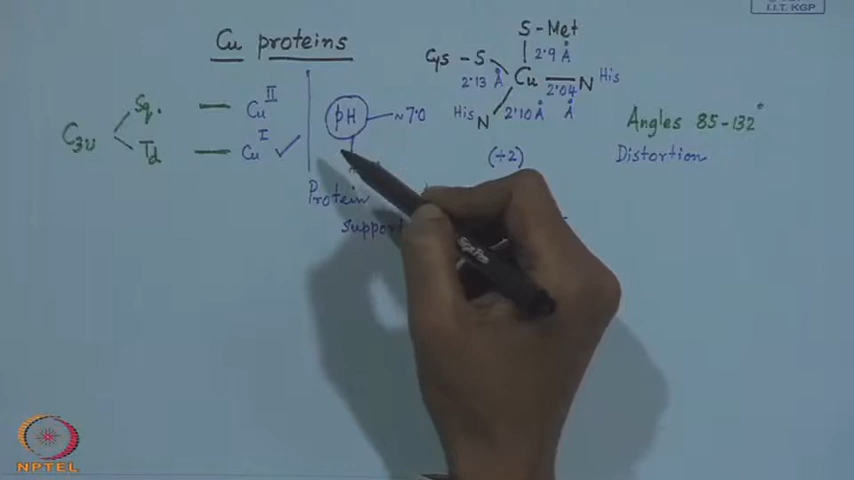 I.I.T. KGP
Cu proteins
S-Met
Cys - S
2.9 Å
Cu
N His
2.13 Å
2.04 Å
His N
2.10 Å
(+2)
C3v
Sq.
Td
Cu II
Cu I ✓
pH
~7.0
Protein
support
Angles 85-132°
Distortion
NPTEL